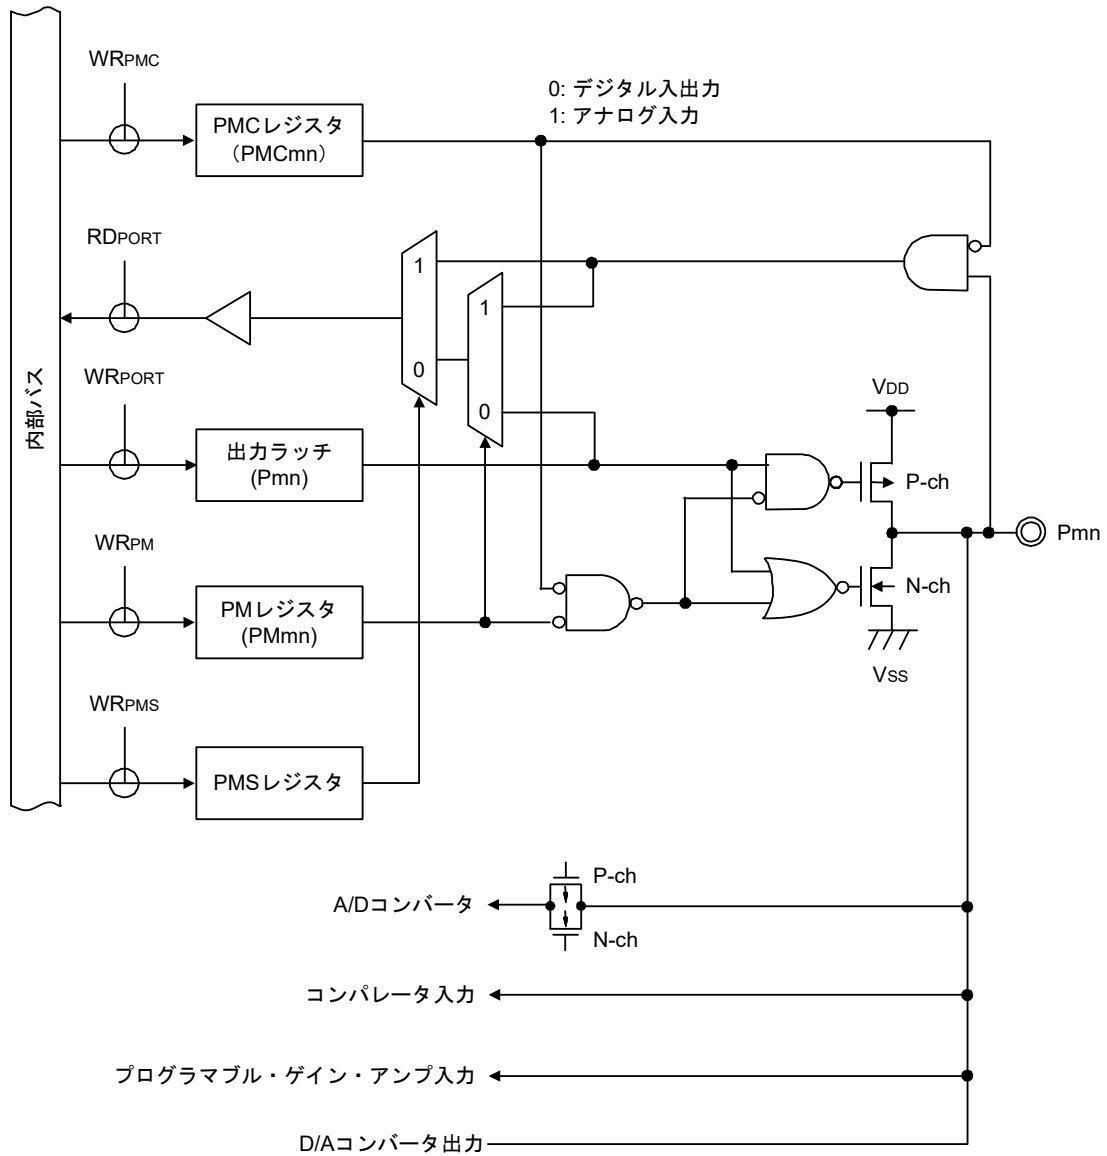 WRPMC
0: デジタル入出力
1: アナログ入力
PMCレジスタ
(PMCmn)
RDPORT
1
1
0
0
内部バス
WRPORT
VDD
出力ラッチ
(Pmn)
P-ch
Pmn
WRPM
N-ch
PMレジスタ
(PMmn)
VSS
WRPMS
PMSレジスタ
P-ch
A/Dコンバータ
N-ch
コンパレータ入力
プログラマブル・ゲイン・アンプ入力
D/Aコンバータ出力